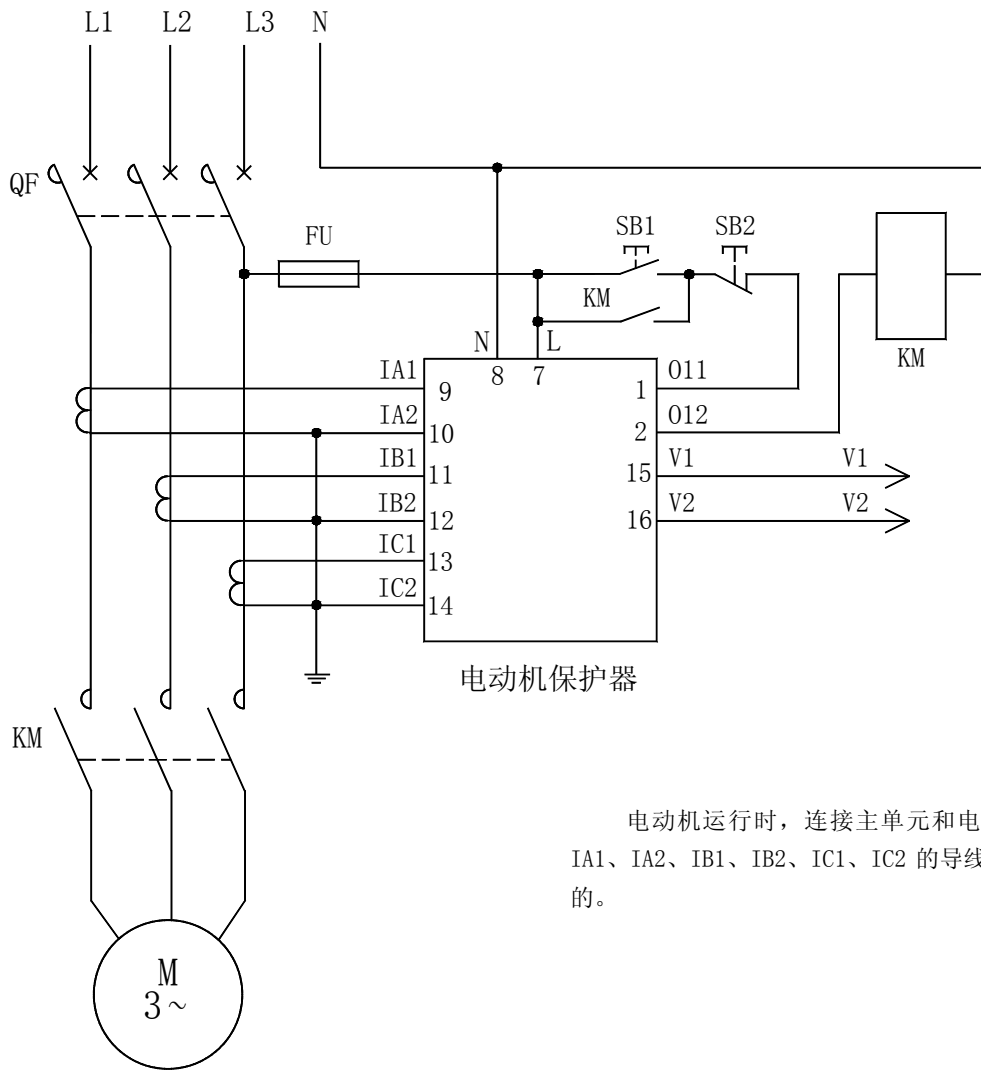 L1 L2 L3 N
QF
FU
SB1 SB2
KM
KM
N L
8 7
IA1 9
IA2 10
IB1 11
IB2 12
IC1 13
IC2 14
1 O11
2 O12
15 V1 V1
16 V2 V2
电动机保护器
KM
电动机运行时，连接主单元和电
IA1、IA2、IB1、IB2、IC1、IC2 的导线
的。
M
3~